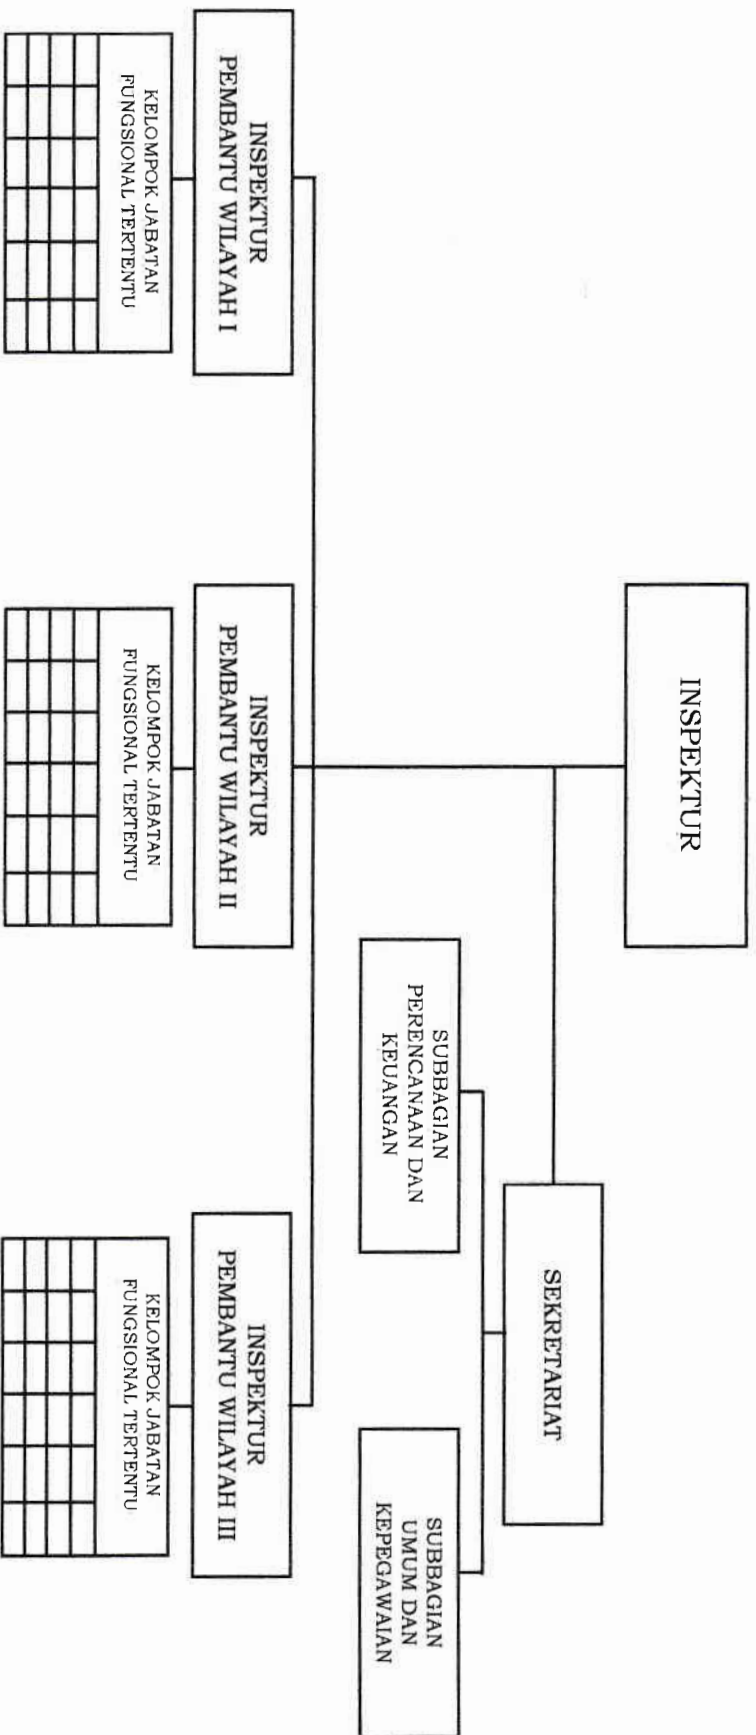 INSPEKTUR
SEKRETARIAT
SUBBAGIAN
PERENCANAAN DAN
KEUANGAN
SUBBAGIAN
UMUM DAN
KEPEGAWAIAN
INSPEKTUR
PEMBANTU WILAYAH I
INSPEKTUR
PEMBANTU WILAYAH II
INSPEKTUR
PEMBANTU WILAYAH III
KELOMPOK JABATAN
FUNGSIONAL TERTENTU
KELOMPOK JABATAN
FUNGSIONAL TERTENTU
KELOMPOK JABATAN
FUNGSIONAL TERTENTU